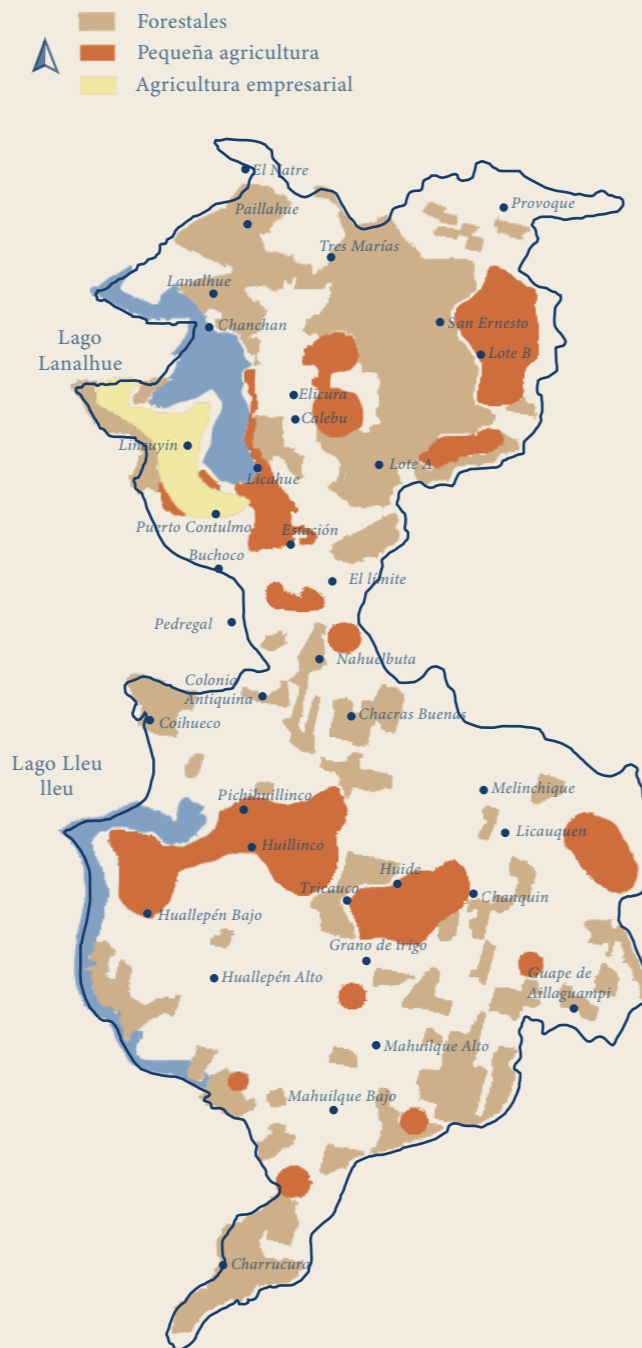 Forestales
Pequeña agricultura
Agricultura empresarial
El Natre
Provoque
Paillahue
Tres Marías
Lanalhue
Chanchan
San Ernesto
Lago
Lanalhue
Lote B
Elicura
Calebu
Lincuyin
Lote A
Licahue
Puerto Contulmo
Estación
Buchoco
El límite
Pedregal
Nahuelbuta
Colonia
Antiquina
Chacras Buenas
Coihueco
Lago Lleu
lleu
Melinchique
Pichihuillinco
Licauquen
Huillinco
Huide
Tricauco
Chanquin
Huallepén Bajo
Grano de trigo
Huallepén Alto
Guape de
Aillaguampi
Mahuilque Alto
Mahuilque Bajo
Charrucura